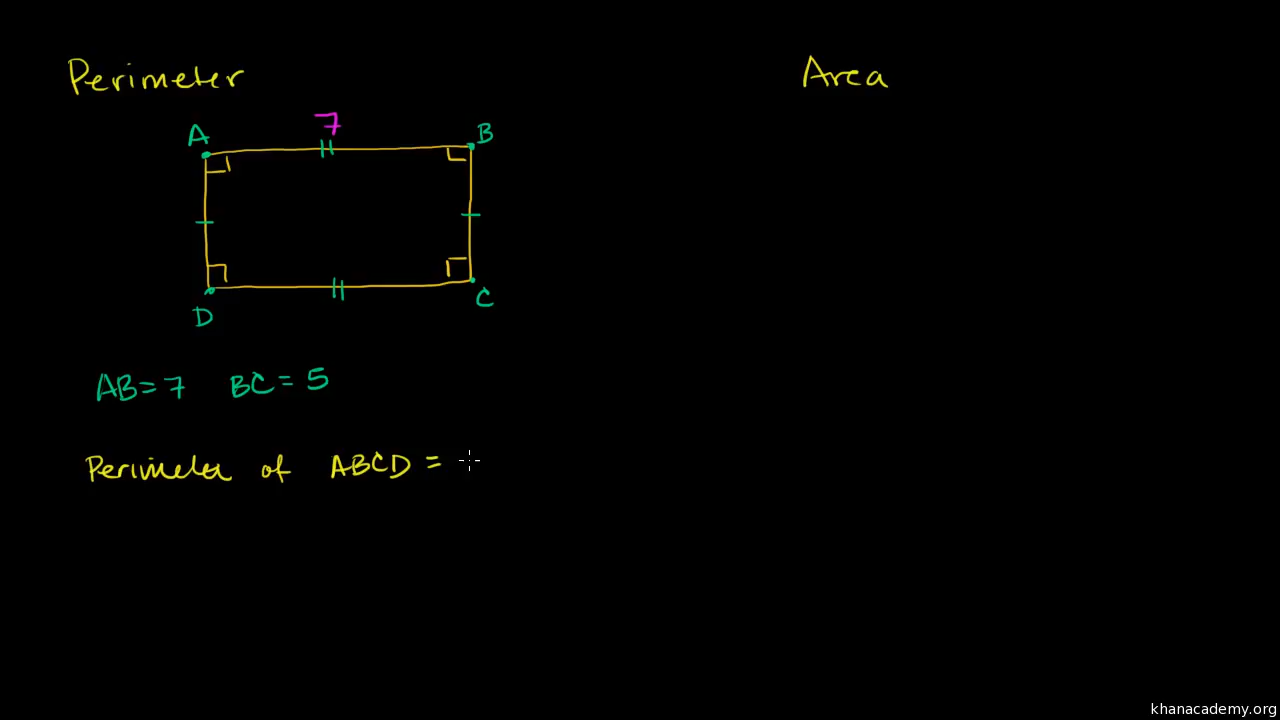 Perimeter
Area
A
7
B
D
C
AB=7 BC=5
Perimeter of ABCD =
khanacademy.org